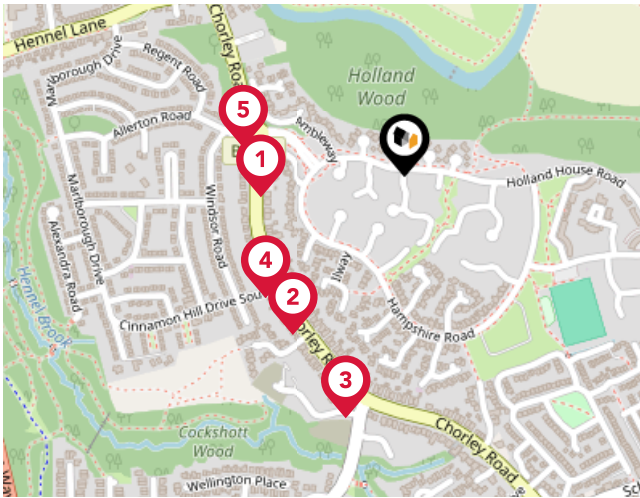 Hennel Lane
Chorley Road
Marlborough Drive
Regent Road
Holland
Wood
Allerton Road
5
1
Holland House Road
Marlborough Drive
Windsor Road
Alexandra Road
4
2
Hennel Brook
Cinnamon Hill Drive Sou
Hampshire Road
3
Cockshott
Wood
Chorley Road
Wellington Place